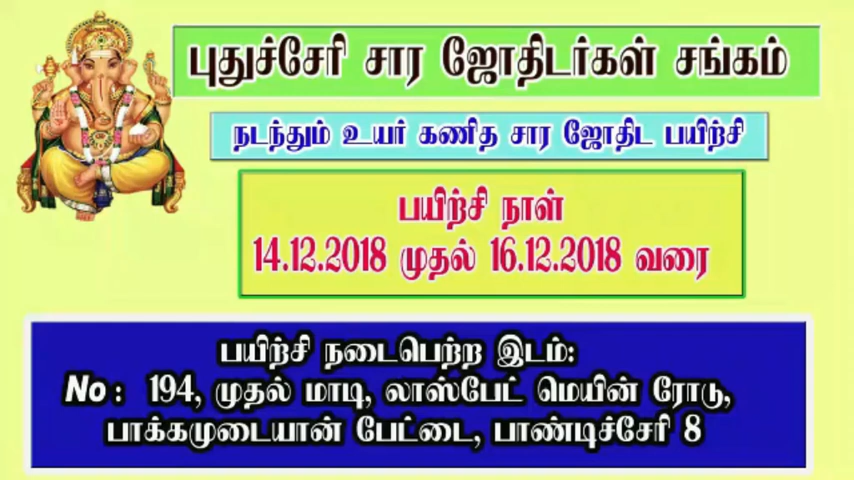 புதுச்சேரி சார ஜோதிடர்கள் சங்கம்
நடந்தும் உயர் கணித சார ஜோதிட பயிற்சி
பயிற்சி நாள்
14.12.2018 முதல் 16.12.2018 வரை
பயிற்சி நடைபெற்ற இடம்:
No : 194, முதல் மாடி, லாஸ்பேட் மெயின் ரோடு,
பாக்கமுடையான் பேட்டை, பாண்டிச்சேரி 8